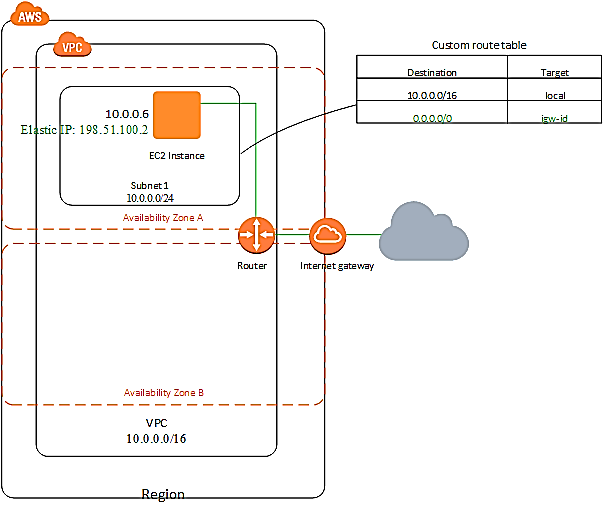 AWS
VPC
Custom route table
Destination Target
10.0.0.0/16 local
0.0.0.0/0 igw-id
10.0.0.6
Elastic IP: 198.51.100.2
EC2 Instance
Subnet 1
10.0.0.0/24
Availability Zone A
Router
Internet gateway
Availability Zone B
VPC
10.0.0.0/16
Region